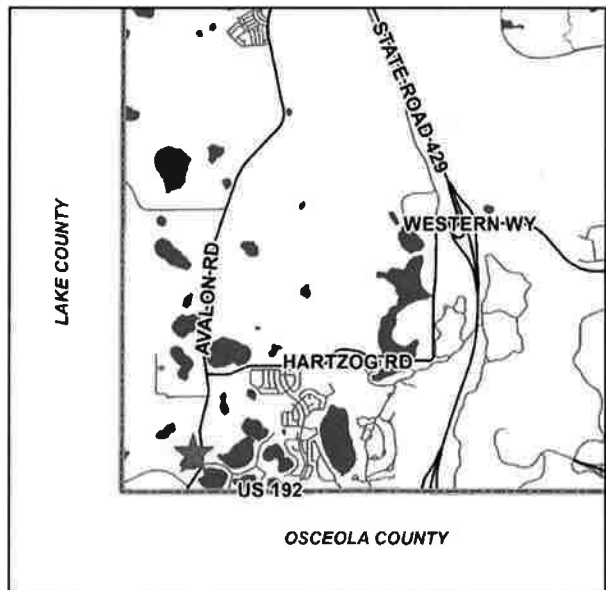 STATE ROAD 429
WESTERN WY
LAKE COUNTY
AVALON RD
HARTZOG RD
US 192
OSCEOLA COUNTY